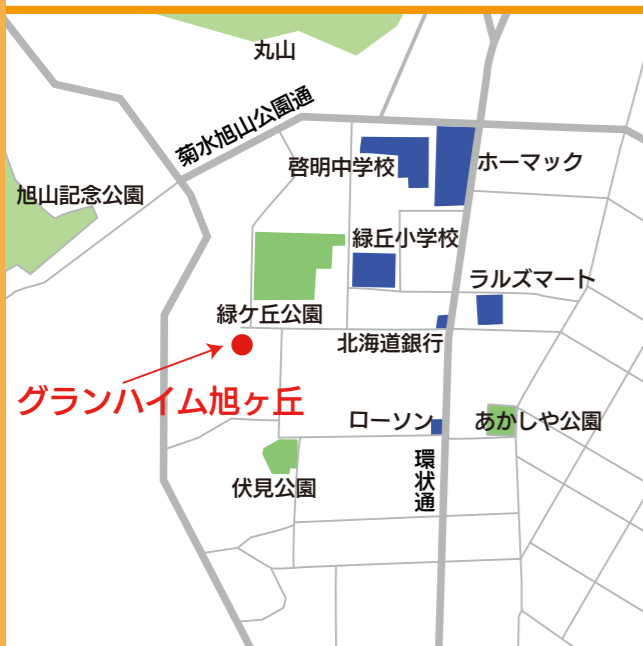 丸山
菊水旭山公園通
啓明中学校
ホーマック
旭山記念公園
緑丘小学校
ラルズマート
緑ケ丘公園
北海道銀行
グランハイム旭ヶ丘
ローソン
あかしや公園
環状通
伏見公園